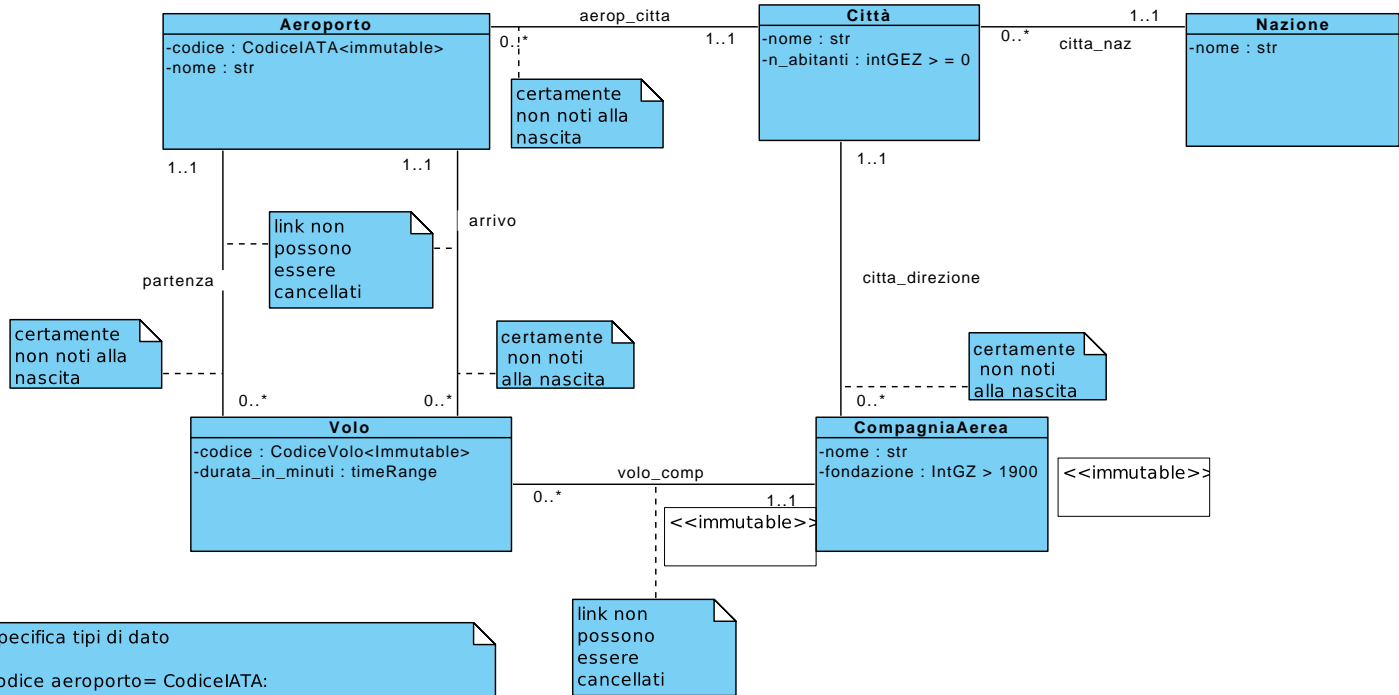 Aeroporto
-codice : CodiceIATA<immutable>
-nome : str
aerop_citta
0..*
1..1
Città
-nome : str
-n_abitanti : intGEZ > = 0
1..1
0..*
citta_naz
Nazione
-nome : str
certamente
non noti alla
nascita
1..1
1..1
1..1
link non
possono
essere
cancellati
arrivo
partenza
citta_direzione
certamente
non noti alla
nascita
certamente
non noti
alla nascita
certamente
non noti
alla nascita
0..*
0..*
0..*
Volo
-codice : CodiceVolo<Immutable>
-durata_in_minuti : timeRange
volo_comp
0..*
1..1
<<immutable>>
CompagniaAerea
-nome : str
-fondazione : IntGZ > 1900
<<immutable>>
link non
possono
essere
cancellati
pecifica tipi di dato
odice aeroporto= CodiceIATA: